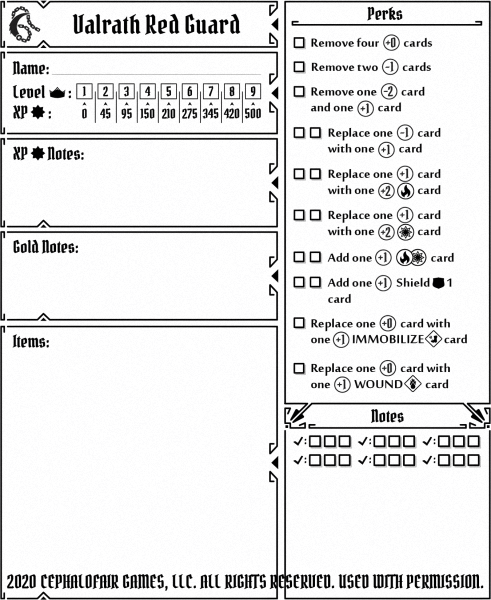 Valrath Red Guard
Name:
Level : 1 2 3 4 5 6 7 8 9
XP : 0 45 95 150 210 275 345 420 500
XP Notes:
Gold Notes:
Items:
Perks
Remove four +0 cards
Remove two -1 cards
Remove one -2 card
and one +1 card
Replace one -1 card
with one +1 card
Replace one +1 card
with one +2 card
Replace one +1 card
with one +2 card
Add one +1 card
Add one +1 Shield 1
card
Replace one +0 card with
one +1 IMMOBILIZE card
Replace one +0 card with
one +1 WOUND card
Notes
✓: ✓: ✓:
✓: ✓: ✓:
2020 CEPHALOFAIR GAMES, LLC. ALL RIGHTS RESERVED. USED WITH PERMISSION.